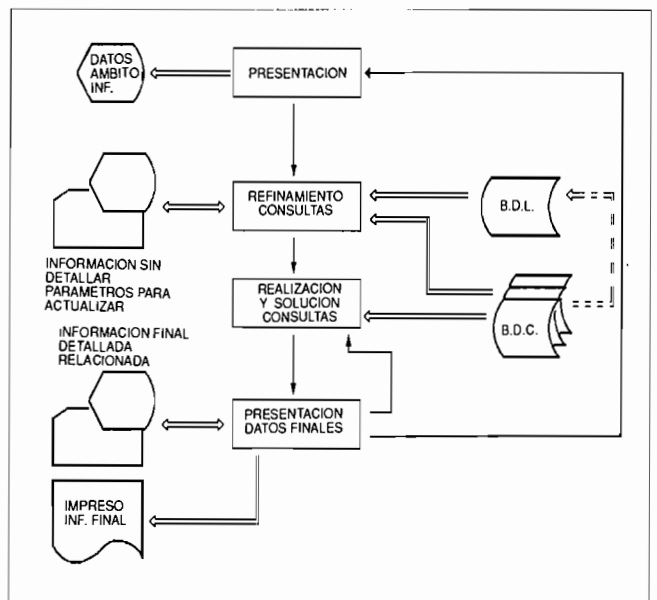 DATOS
AMBITO
INF.
PRESENTACION
REFINAMIENTO
CONSULTAS
B.D.L.
INFORMACION SIN
DETALLAR
PARAMETROS PARA
ACTUALIZAR
REALIZACION
Y SOLUCION
CONSULTAS
B.D.C.
INFORMACION FINAL
DETALLADA
RELACIONADA
PRESENTACION
DATOS FINALES
IMPRESO
INF. FINAL